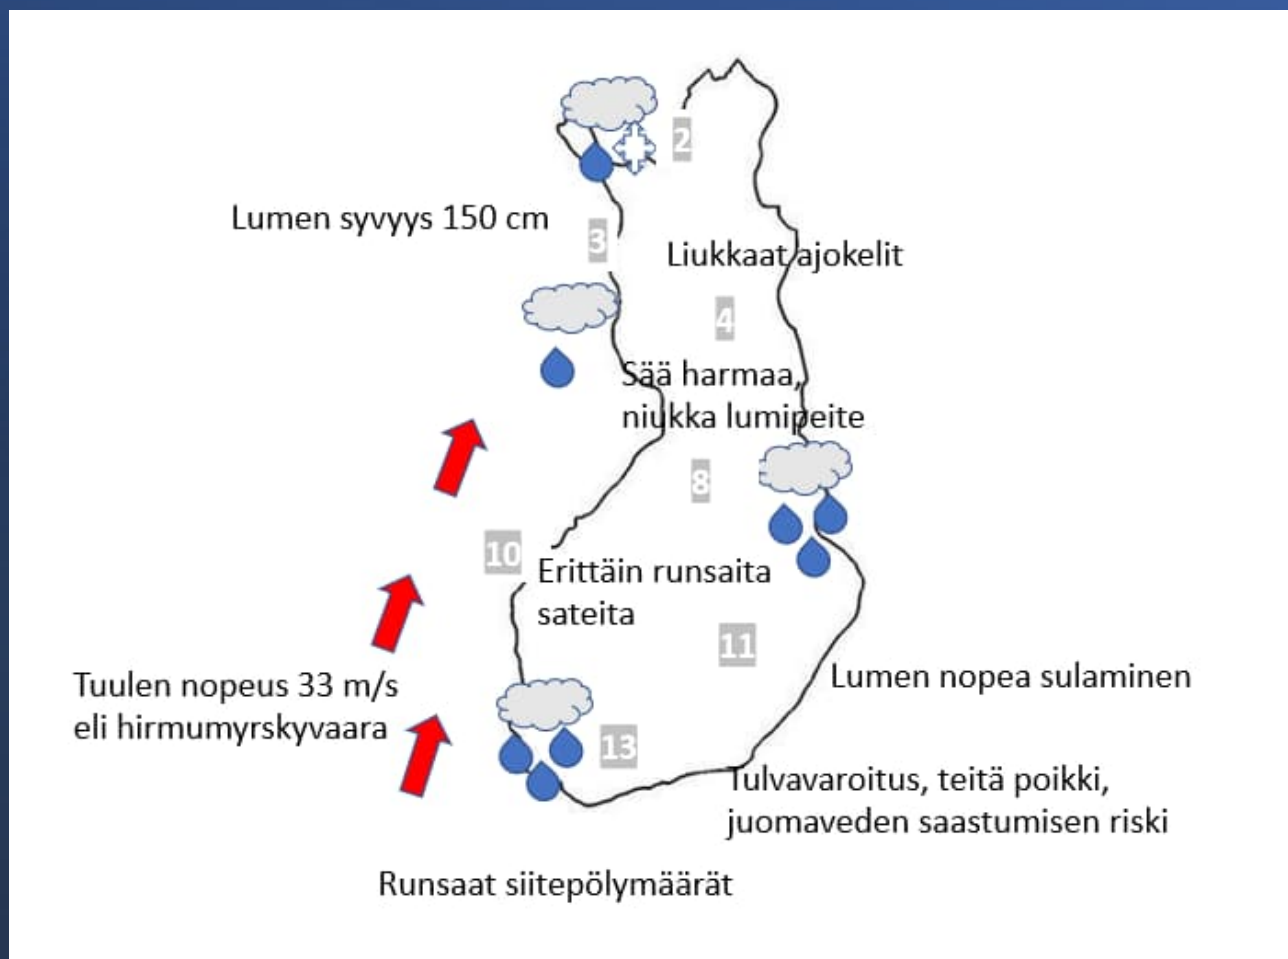 2
Lumen syvyys 150 cm
3
Liukkaat ajokelit
4
Sää harmaa,
niukka lumipeite
8
10
Erittäin runsaita
sateita
11
Lumen nopea sulaminen
Tuulen nopeus 33 m/s
eli hirmumyrskyvaara
13
Tulvavaroitus, teitä poikki,
juomaveden saastumisen riski
Runsaat siitepölymäärät